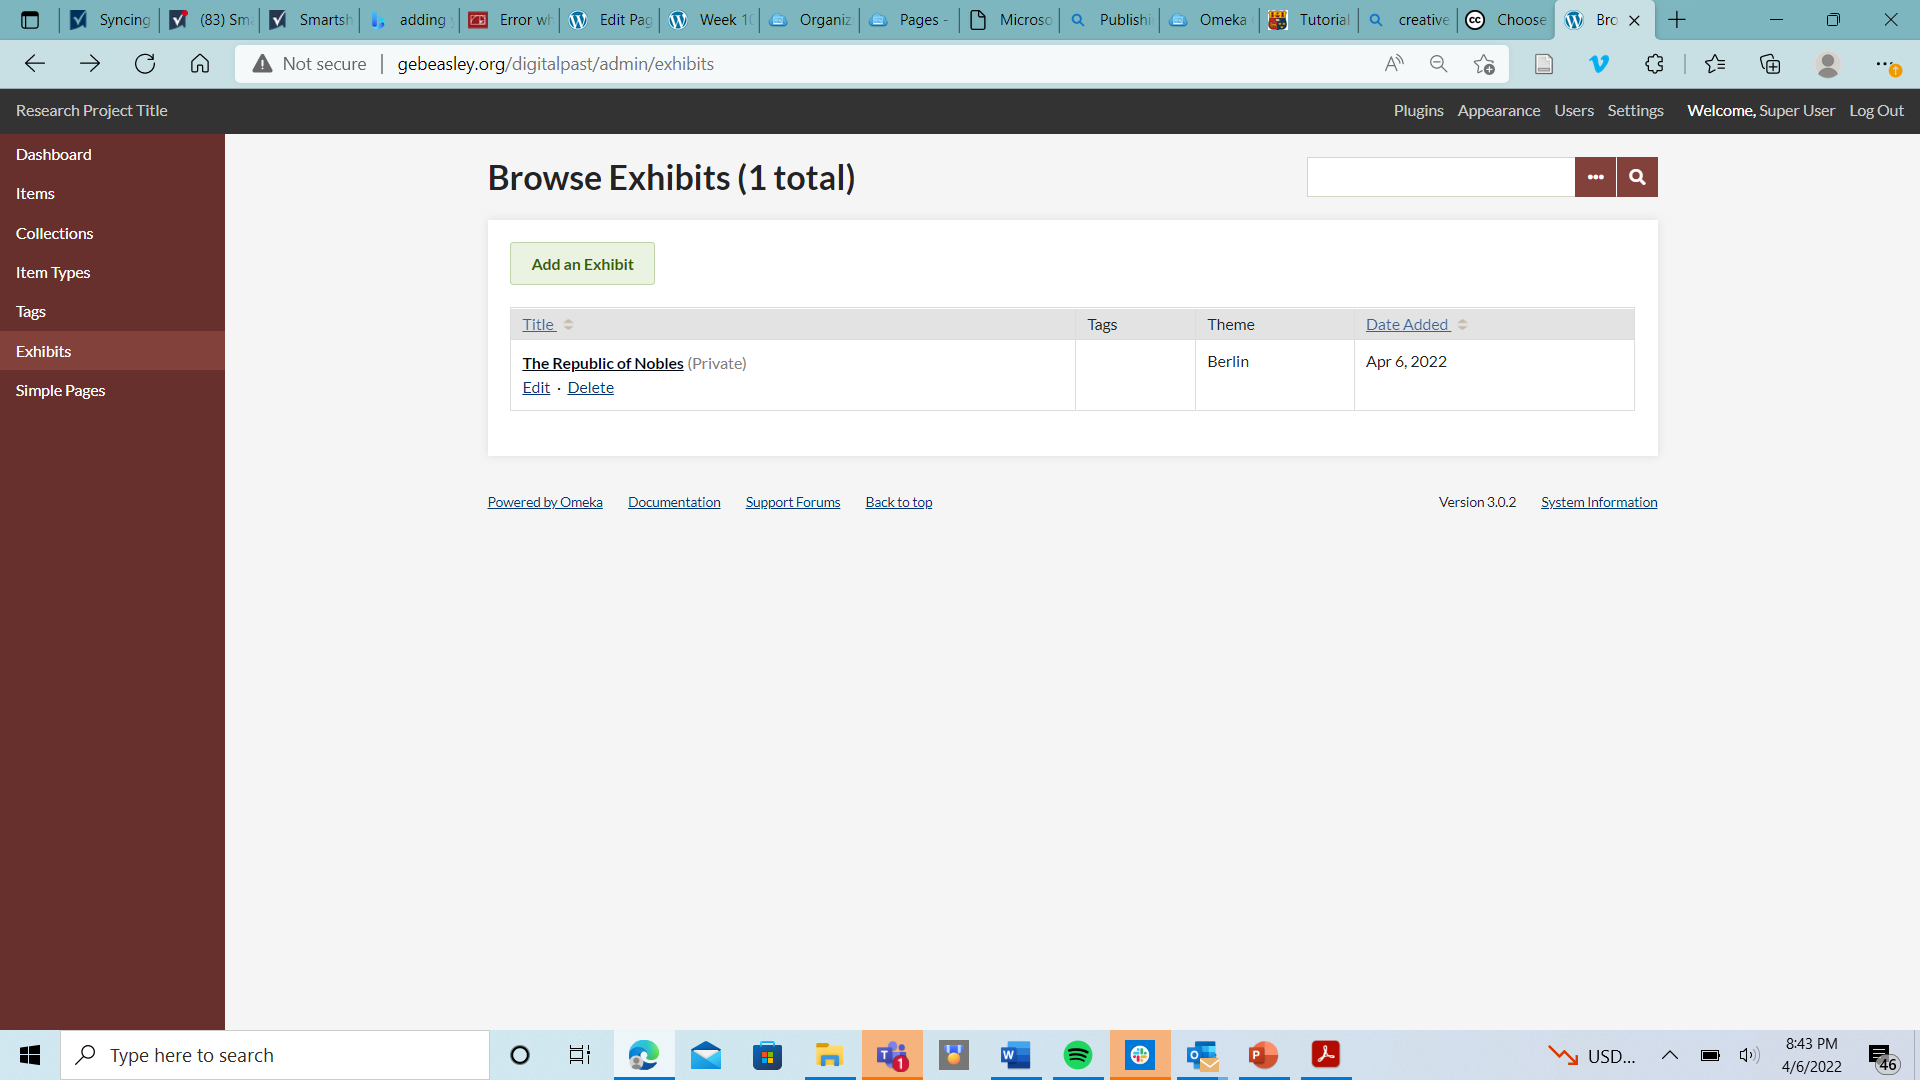 Syncing
(83) Sma
Smartsh
adding
Error wh
Edit Pag
Week 10
Organiz
Pages -
Microso
Publishi
Omeka
Tutorial
creative
Choose
Bro
Not secure
gebeasley.org/digitalpast/admin/exhibits
Research Project Title
Plugins Appearance Users Settings Welcome, Super User Log Out
Dashboard
Items
Collections
Item Types
Tags
Exhibits
Simple Pages
Browse Exhibits (1 total)
Add an Exhibit
Title Tags Theme Date Added
The Republic of Nobles (Private) Berlin Apr 6, 2022
Edit · Delete
Powered by Omeka Documentation Support Forums Back to top Version 3.0.2 System Information
Type here to search
USD...
8:43 PM
4/6/2022
46